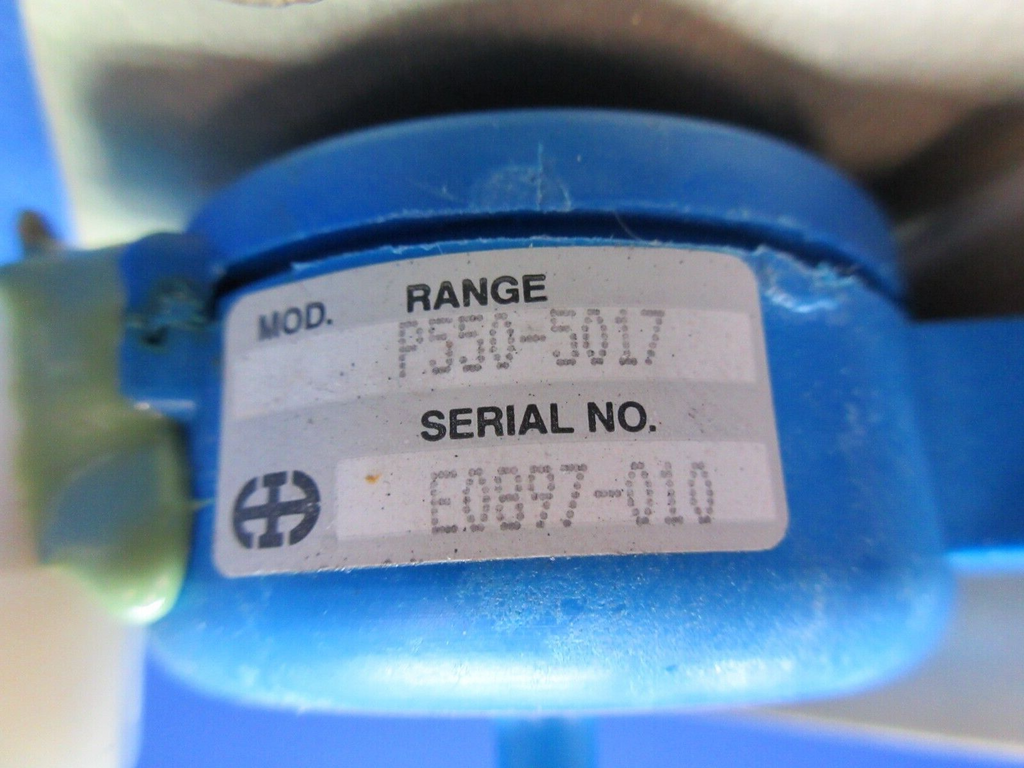 MOD. RANGE
P550-5017
SERIAL NO.
E0897-010